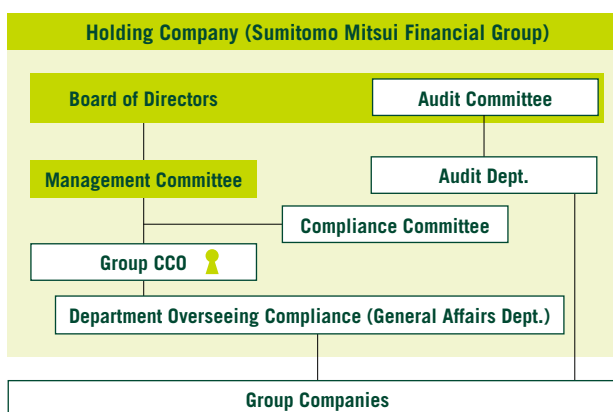 Holding Company (Sumitomo Mitsui Financial Group)
Board of Directors
Audit Committee
Management Committee
Audit Dept.
Compliance Committee
Group CCO
Department Overseeing Compliance (General Affairs Dept.)
Group Companies